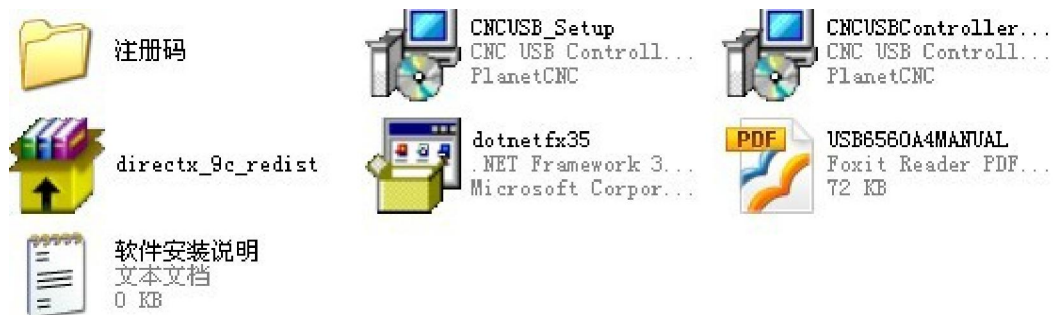 注册码
CNCUSB_Setup
CNC USB Controll...
PlanetCNC
CNCUSBController...
CNC USB Controll...
PlanetCNC
directx_9c_redist
dotnetfx35
.NET Framework 3...
Microsoft Corpor...
PDF
USB6560A4MANUAL
Foxit Reader PDF...
72 KB
软件安装说明
文本文档
0 KB